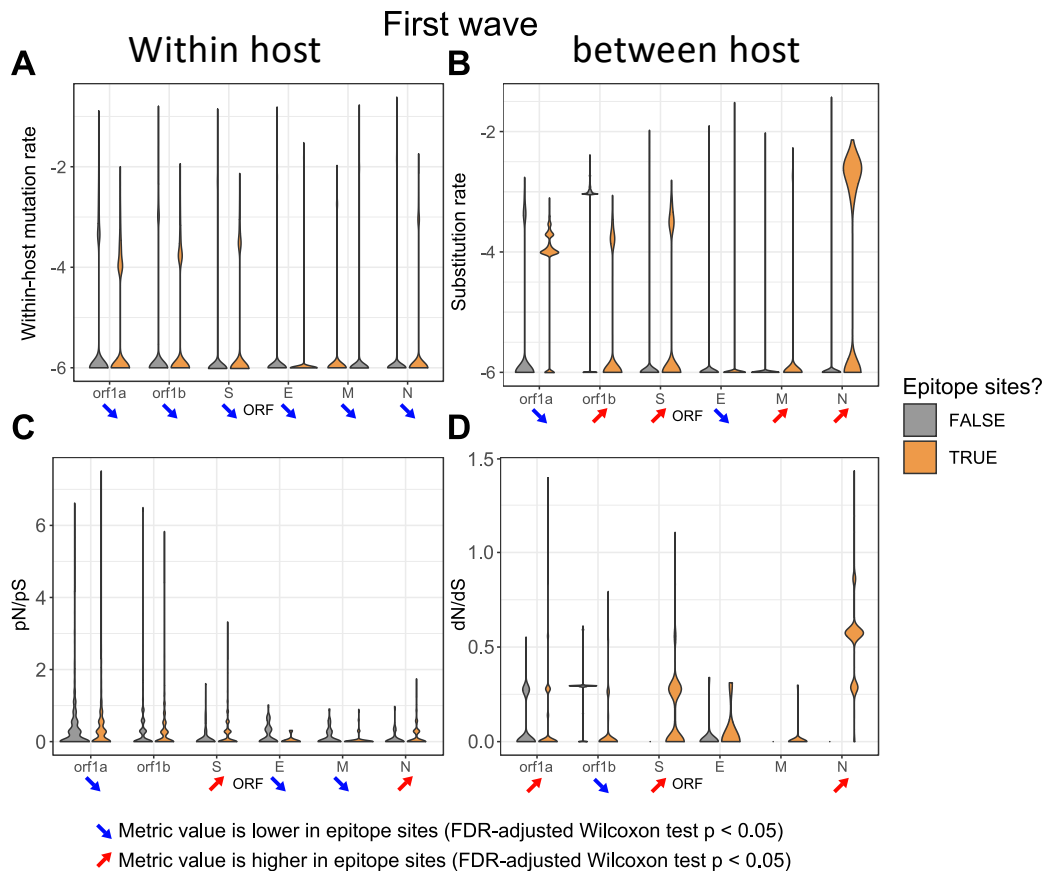 First wave
Within host
between host
A
B
Within-host mutation rate
-2
-4
-6
orf1a
orf1b
S
E
M
N
ORF
Substitution rate
-2
-4
-6
orf1a
orf1b
S
E
M
N
ORF
Epitope sites?
FALSE
TRUE
C
D
pN/pS
6
4
2
0
orf1a
orf1b
S
E
M
N
ORF
dN/dS
1.5
1.0
0.5
0.0
orf1a
orf1b
S
E
M
N
ORF
Metric value is lower in epitope sites (FDR-adjusted Wilcoxon test p < 0.05)
Metric value is higher in epitope sites (FDR-adjusted Wilcoxon test p < 0.05)